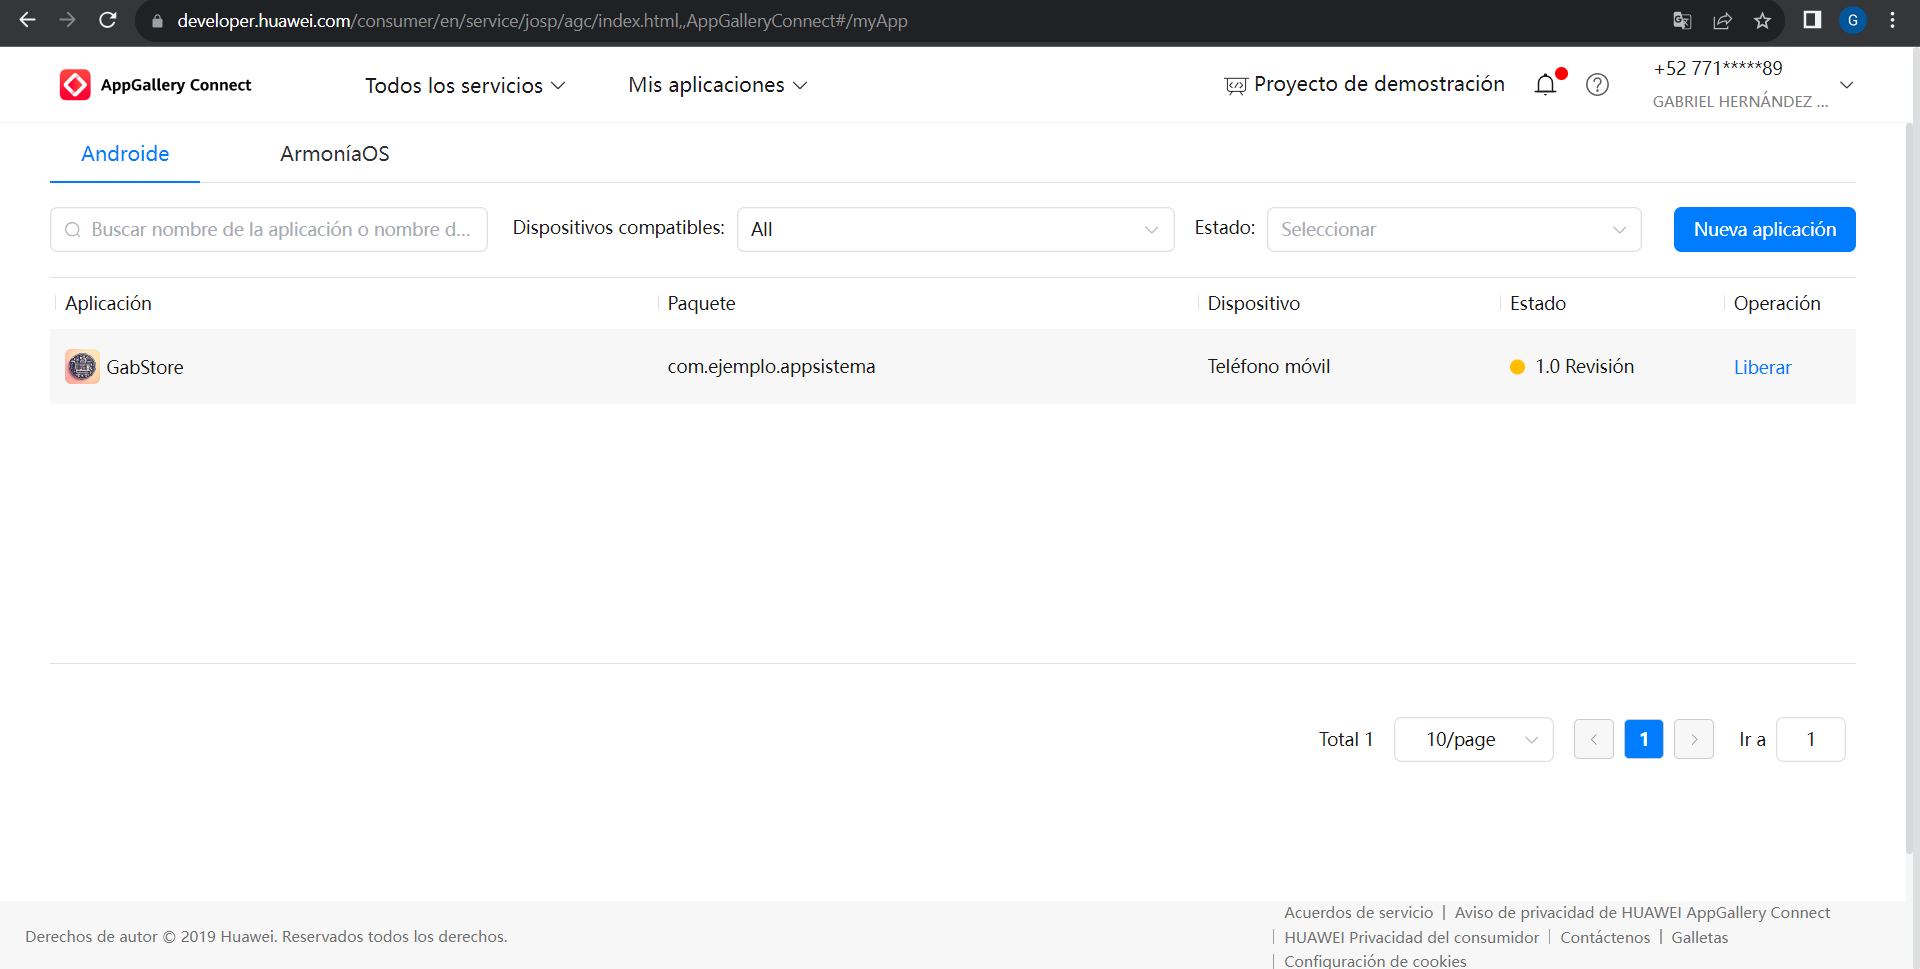 developer.huawei.com/consumer/en/service/josp/agc/index.html,,AppGalleryConnect#/myApp
G
AppGallery Connect
Todos los servicios
Mis aplicaciones
Proyecto de demostración
+52 771*****89
GABRIEL HERNÁNDEZ ...
Androide
ArmoníaOS
Buscar nombre de la aplicación o nombre d...
Dispositivos compatibles:
All
Estado:
Seleccionar
Nueva aplicación
Aplicación
Paquete
Dispositivo
Estado
Operación
GabStore
com.ejemplo.appsistema
Teléfono móvil
1.0 Revisión
Liberar
Total 1
10/page
1
Ir a
1
Acuerdos de servicio | Aviso de privacidad de HUAWEI AppGallery Connect
Derechos de autor © 2019 Huawei. Reservados todos los derechos.
| HUAWEI Privacidad del consumidor | Contáctenos | Galletas
| Configuración de cookies